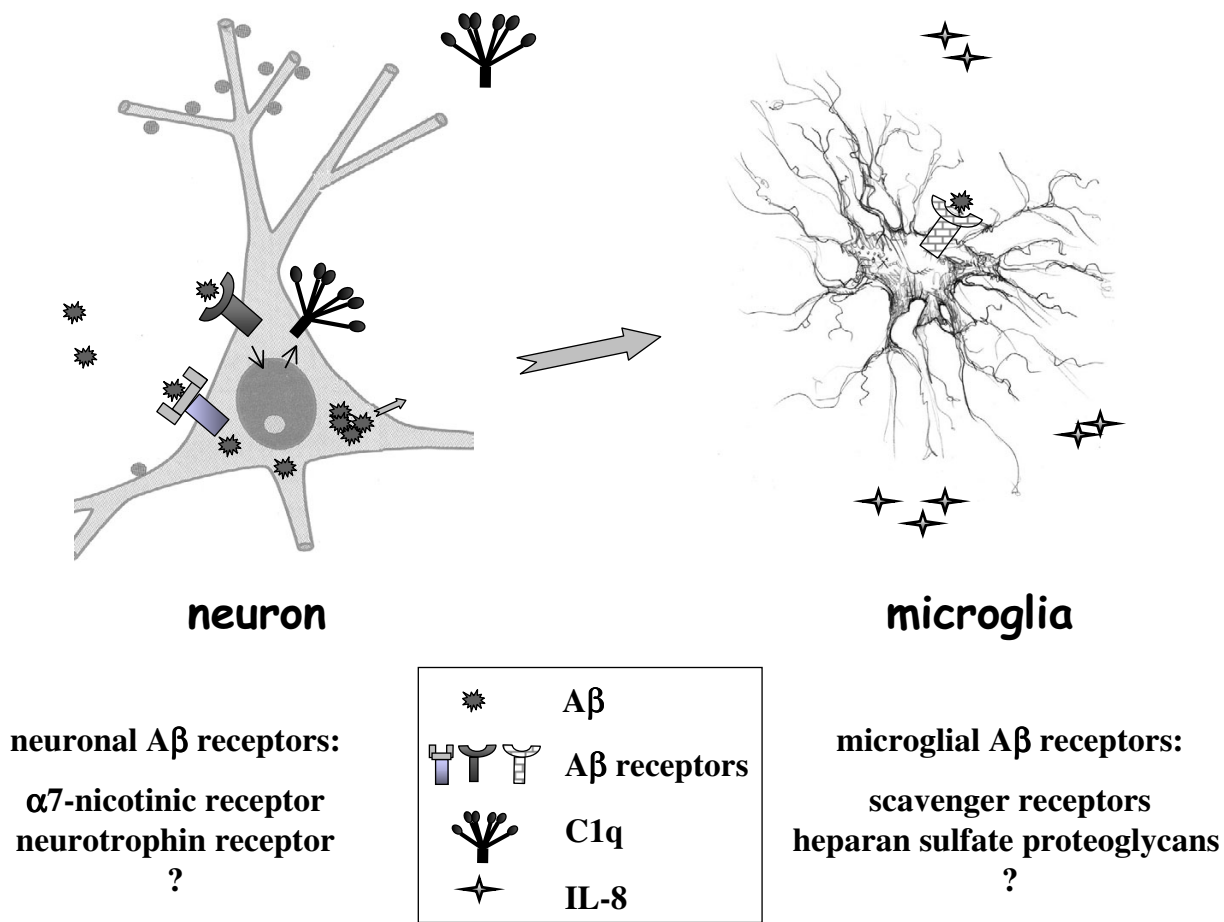 neuron
microglia
neuronal Aβ receptors:
α7-nicotinic receptor
neurotrophin receptor
?
Aβ
Aβ receptors
C1q
IL-8
microglial Aβ receptors:
scavenger receptors
heparan sulfate proteoglycans
?